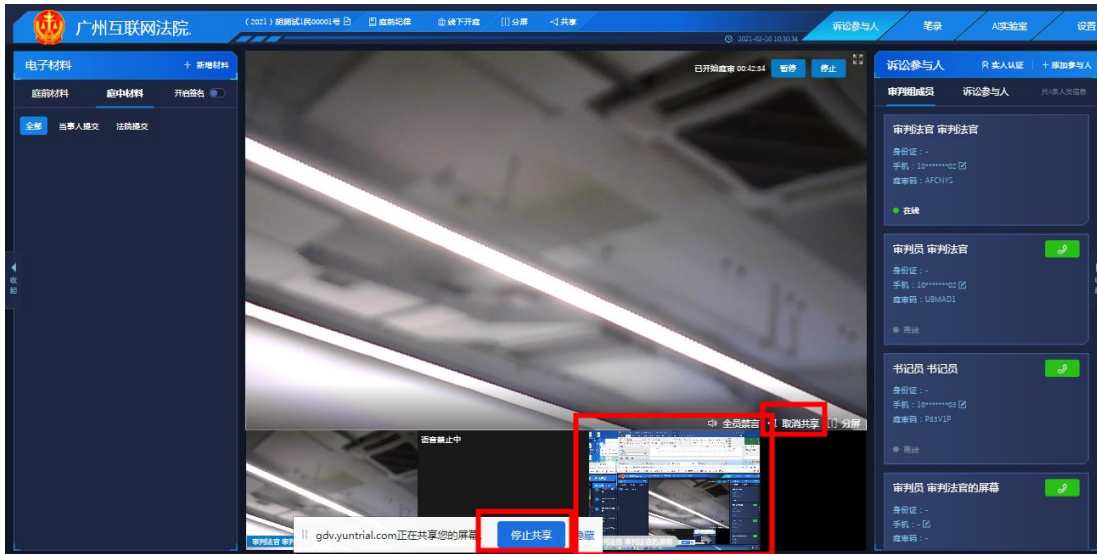 广州互联网法院.
（2021）胡测试1民00001号
庭前纪律
线下开庭
分屏
共享
2021-02-10 10:30:34
诉讼参与人
笔录
AI实验室
设置
电子材料
+ 新增材料
庭前材料
庭中材料
开启签名
全部
当事人提交
法院提交
收起
已开始庭审 00:42:34
暂停
停止
全员禁言
取消共享
分屏
语音禁止中
gdv.yuntrial.com正在共享您的屏幕
停止共享
隐藏
诉讼参与人
实人认证
+ 添加参与人
审判组成员
诉讼参与人
审判法官 审判法官
身份证：-
手机：10*******02
庭审码：AFCNYS
在线
审判员 审判法官
身份证：-
手机：10*******02
庭审码：UBMAD1
离线
书记员 书记员
身份证：-
手机：10*******03
庭审码：P8SV1P
离线
审判员 审判法官的屏幕
身份证：-
手机：-
庭审码：-